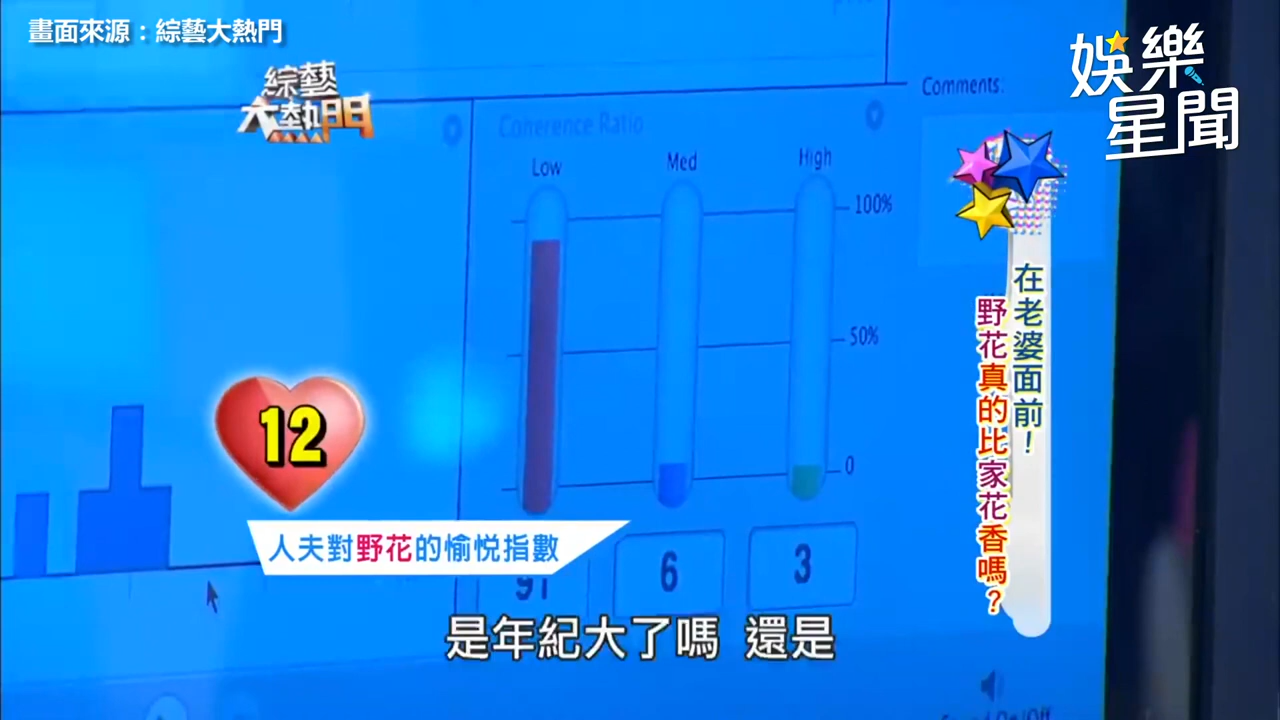 畫面來源：綜藝大熱門
綜藝
大熱門
娛樂
星聞
Comments:
Coherence Ratio
Low
Med
High
100%
50%
0
在老婆面前！
野花真的比家花香嗎？
12
人夫對野花的愉悅指數
91
6
3
是年紀大了嗎 還是